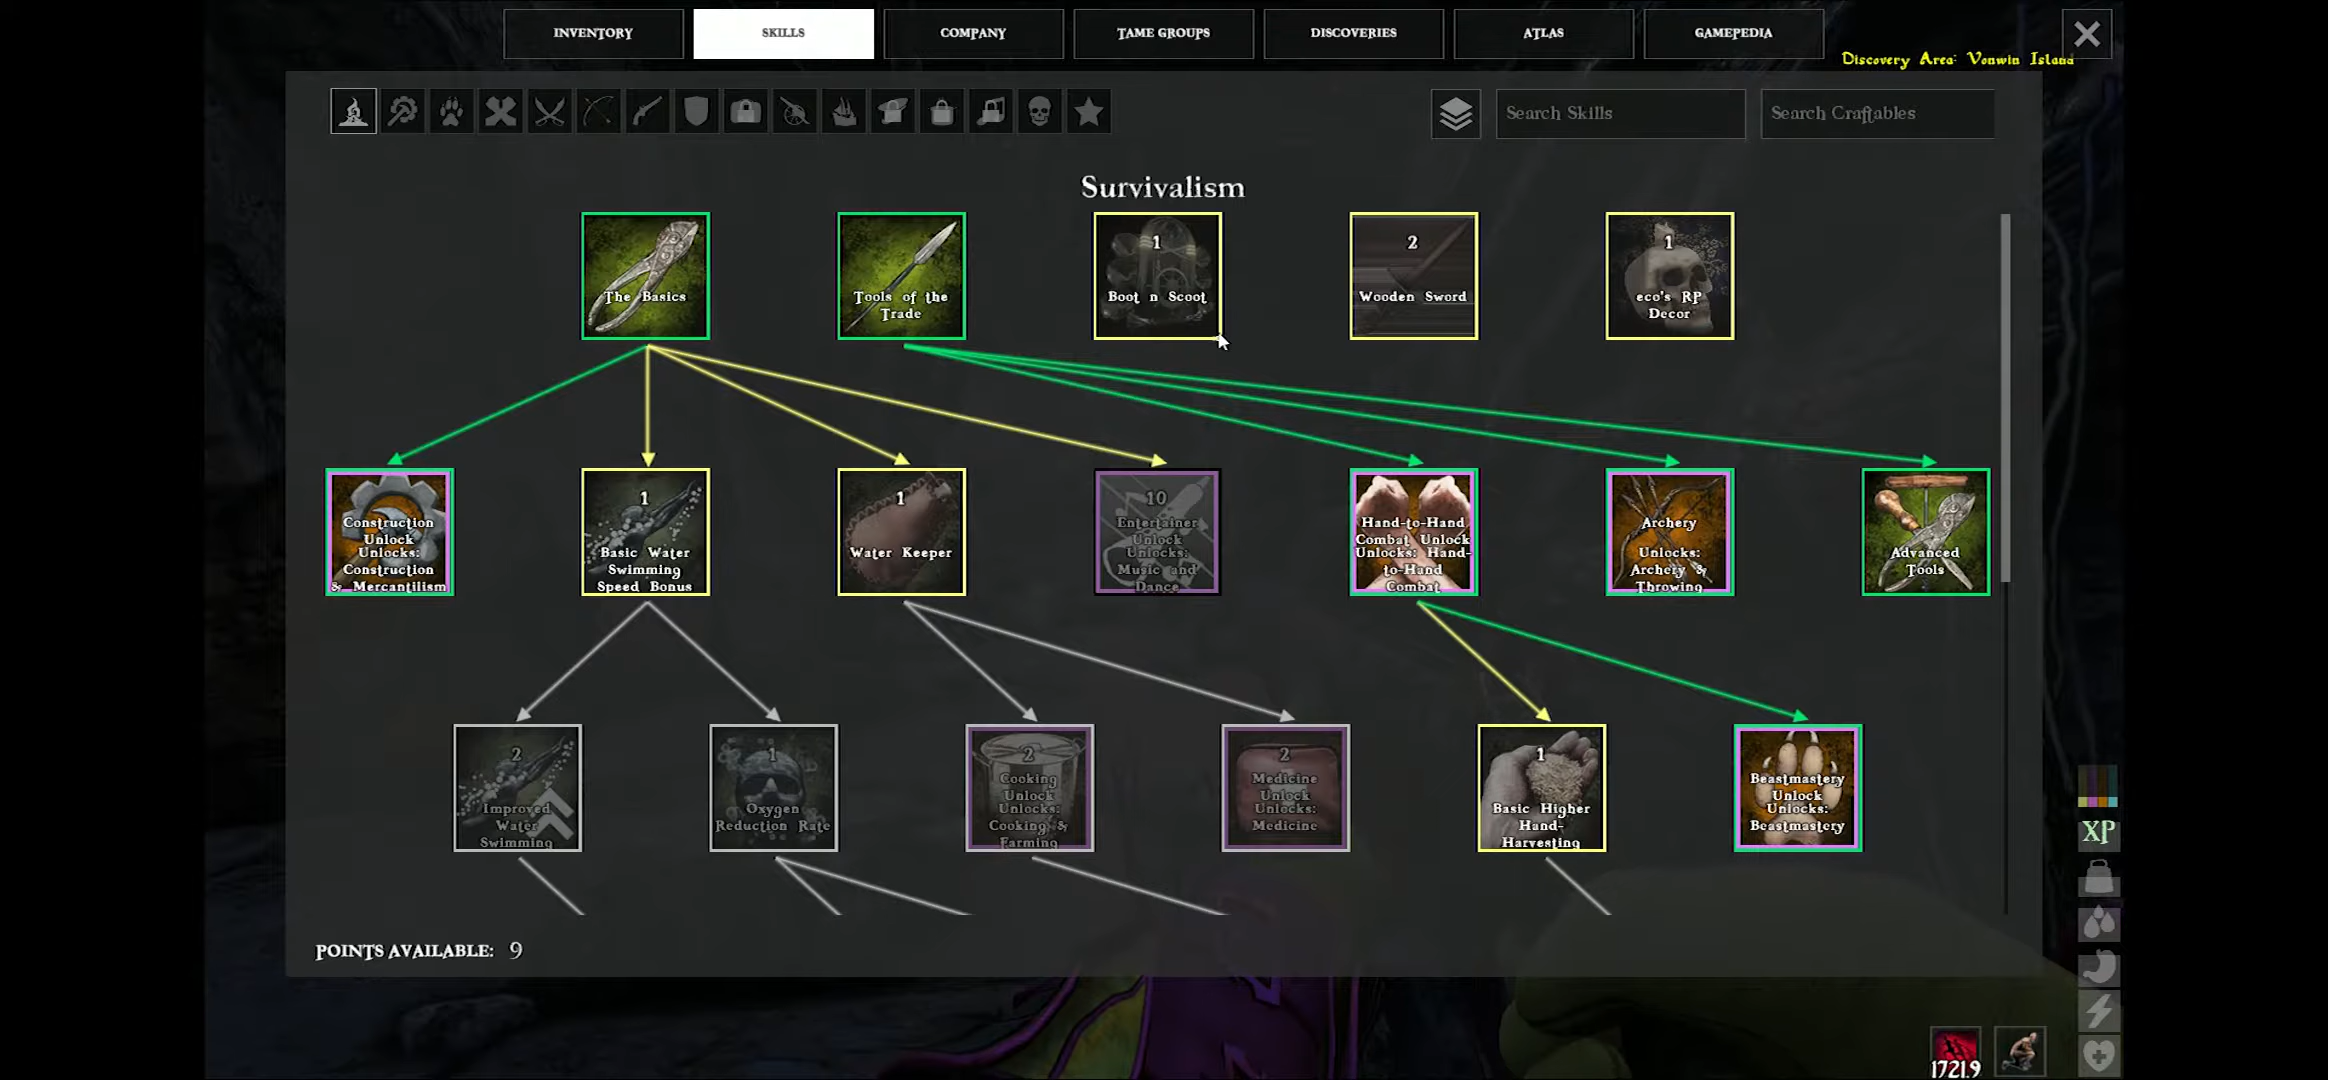 INVENTORY
SKILLS
COMPANY
TAME GROUPS
DISCOVERIES
ATLAS
GAMEPEDIA
Discovery Area: Vonwin Island
Search Skills
Search Craftables
Survivalism
The Basics
Tools of the
Trade
1
Boot n Scoot
2
Wooden Sword
1
eco's RP
Decor
Construction
Unlock
Unlocks:
Construction
& Mercantilism
1
Basic Water
Swimming
Speed Bonus
1
Water Keeper
10
Entertainer
Unlock
Unlocks:
Music and
Dance
Hand-to-Hand
Combat Unlock
Unlocks: Hand-
to-Hand
Combat
Archery
Unlocks:
Archery &
Throwing
Advanced
Tools
2
Improved
Water
Swimming
1
Oxygen
Reduction Rate
2
Cooking
Unlock
Unlocks:
Cooking &
Farming
2
Medicine
Unlock
Unlocks:
Medicine
1
Basic Higher
Hand-
Harvesting
Beastmastery
Unlock
Unlocks:
Beastmastery
XP
POINTS AVAILABLE: 9
1721.9